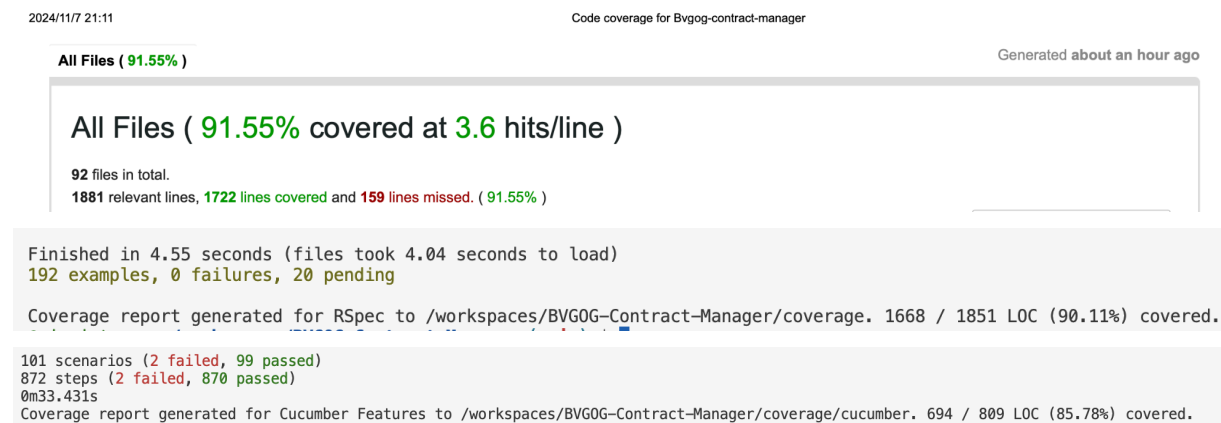 2024/11/7 21:11 Code coverage for Bvgog-contract-manager
All Files ( 91.55% ) Generated about an hour ago
All Files ( 91.55% covered at 3.6 hits/line )
92 files in total.
1881 relevant lines, 1722 lines covered and 159 lines missed. ( 91.55% )
Finished in 4.55 seconds (files took 4.04 seconds to load)
192 examples, 0 failures, 20 pending
Coverage report generated for RSpec to /workspaces/BVGOG-Contract-Manager/coverage. 1668 / 1851 LOC (90.11%) covered.
101 scenarios (2 failed, 99 passed)
872 steps (2 failed, 870 passed)
0m33.431s
Coverage report generated for Cucumber Features to /workspaces/BVGOG-Contract-Manager/coverage/cucumber. 694 / 809 LOC (85.78%) covered.